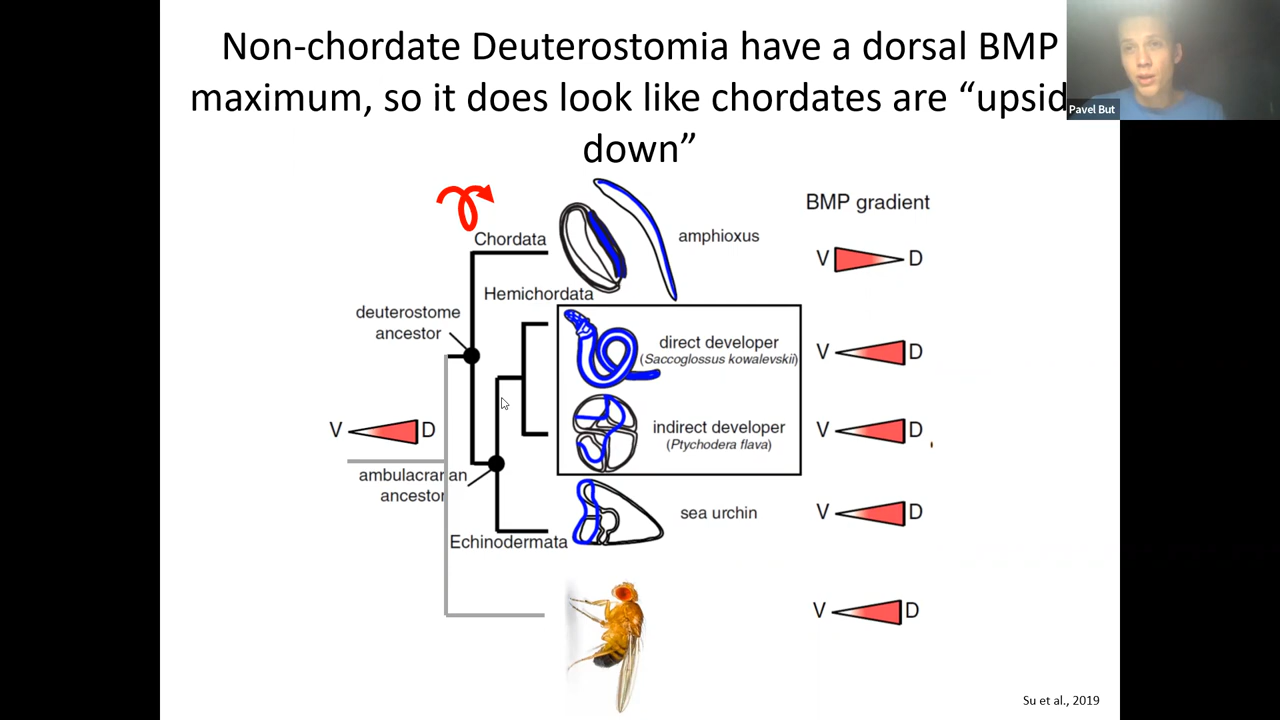 Non-chordate Deuterostomia have a dorsal BMP
maximum, so it does look like chordates are “upsid
down”
Pavel But
BMP gradient
Chordata
amphioxus
V D
Hemichordata
deuterostome
ancestor
direct developer
(Saccoglossus kowalevskii)
V D
V D
indirect developer
(Ptychodera flava)
V D
ambulacrarian
ancestor
sea urchin
V D
Echinodermata
V D
Su et al., 2019